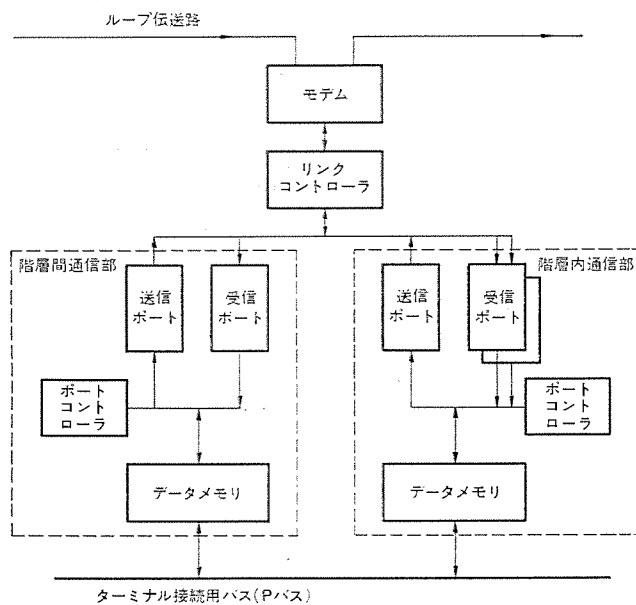 ループ伝送路
モデム
リンク
コントローラ
階層間通信部
送信
ポート
受信
ポート
ポート
コント
ローラ
データメモリ
階層内通信部
送信
ポート
受信
ポート
ポート
コント
ローラ
データメモリ
ターミナル接続用バス(Pバス)